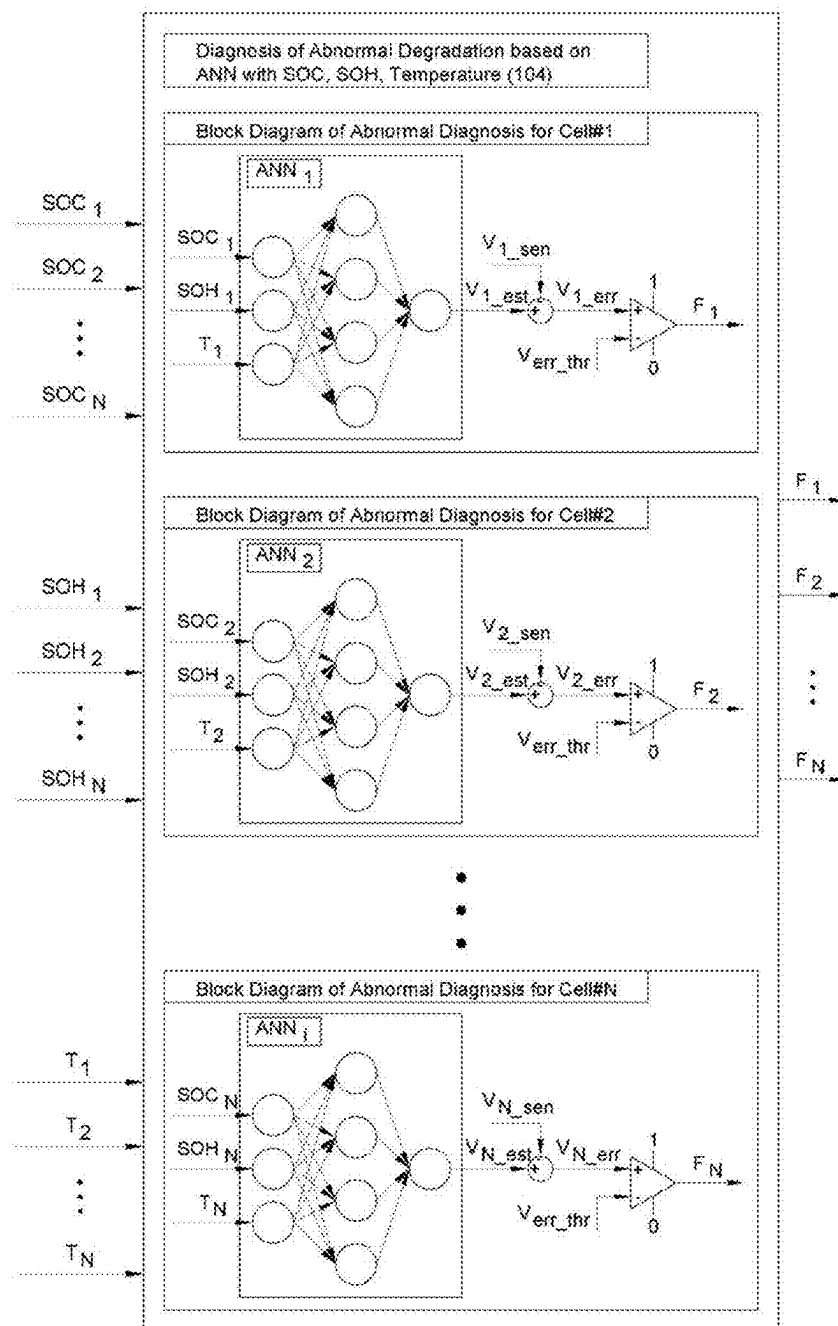 Diagnosis of Abnormal Degradation based on
ANN with SOC, SOH, Temperature (104)
Block Diagram of Abnormal Diagnosis for Cell#1
ANN 1
SOC 1
SOC 2
SOC N
SOC 1
SOH 1
T 1
V 1_sen
V 1_est
+
V 1_err
V err_thr
+
-
1
0
F 1
F 1
F 2
F N
Block Diagram of Abnormal Diagnosis for Cell#2
ANN 2
SOH 1
SOH 2
SOH N
SOC 2
SOH 2
T 2
V 2_sen
V 2_est
+
V 2_err
V err_thr
+
-
1
0
F 2
Block Diagram of Abnormal Diagnosis for Cell#N
ANN i
T 1
T 2
T N
SOC N
SOH N
T N
V N_sen
V N_est
+
V N_err
V err_thr
+
-
1
0
F N